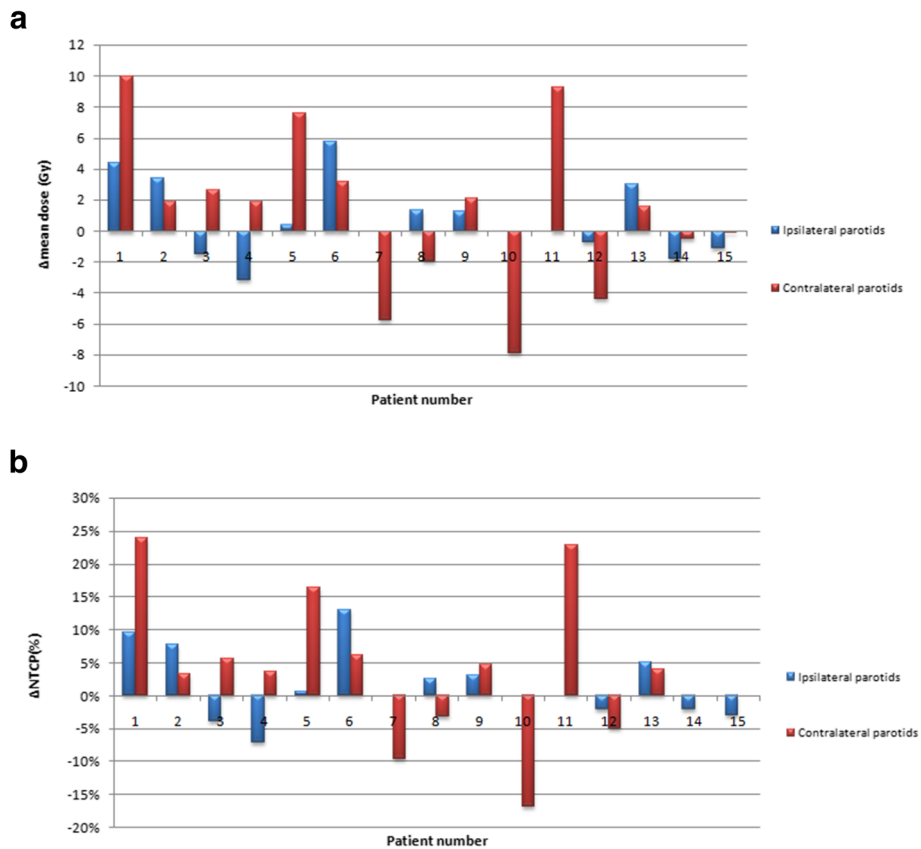 a
12
10
8
6
4
2
0
-2
-4
-6
-8
-10
Δmean dose (Gy)
1 2 3 4 5 6 7 8 9 10 11 12 13 14 15
Patient number
Ipsilateral parotids
Contralateral parotids
b
30%
25%
20%
15%
10%
5%
0%
-5%
-10%
-15%
-20%
ΔNTCP(%)
1 2 3 4 5 6 7 8 9 10 11 12 13 14 15
Patient number
Ipsilateral parotids
Contralateral parotids